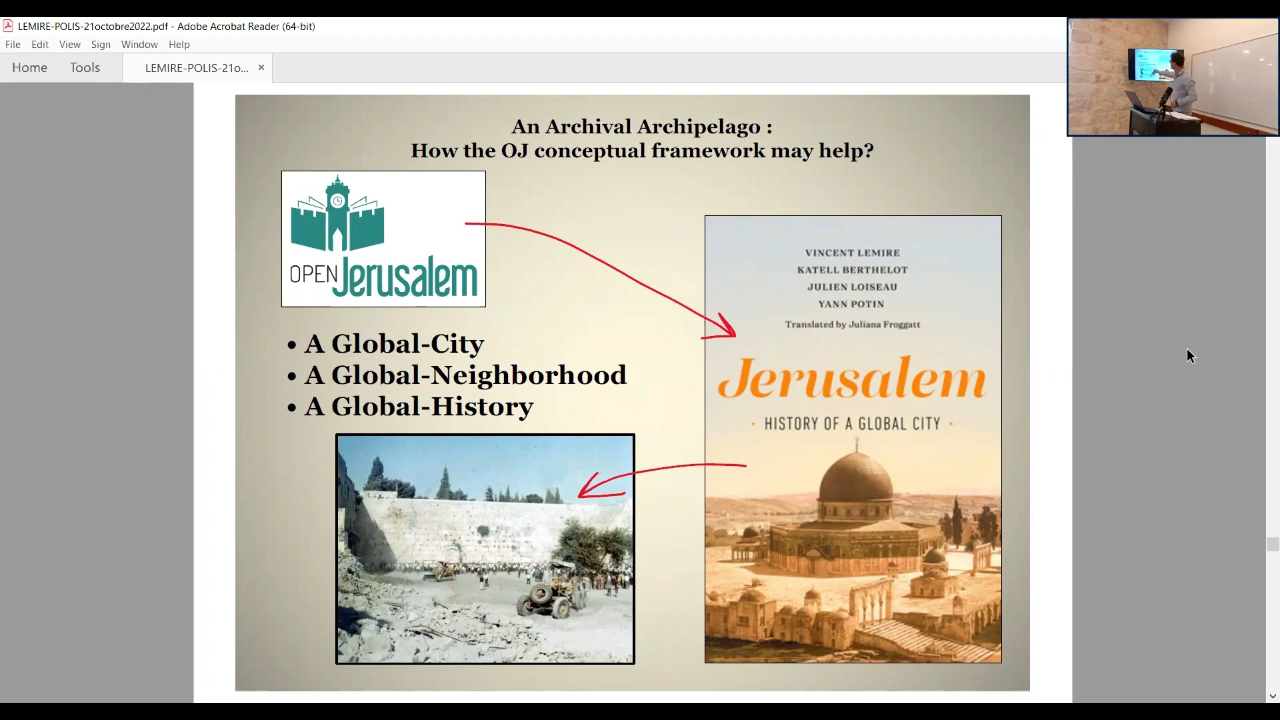 LEMIRE-POLIS-21octobre2022.pdf - Adobe Acrobat Reader (64-bit)
File Edit View Sign Window Help
Home Tools LEMIRE-POLIS-21o... ×
An Archival Archipelago :
How the OJ conceptual framework may help?
OPEN Jerusalem
• A Global-City
• A Global-Neighborhood
• A Global-History
VINCENT LEMIRE
KATELL BERTHELOT
JULIEN LOISEAU
YANN POTIN
Translated by Juliana Froggatt
Jerusalem
· HISTORY OF A GLOBAL CITY ·